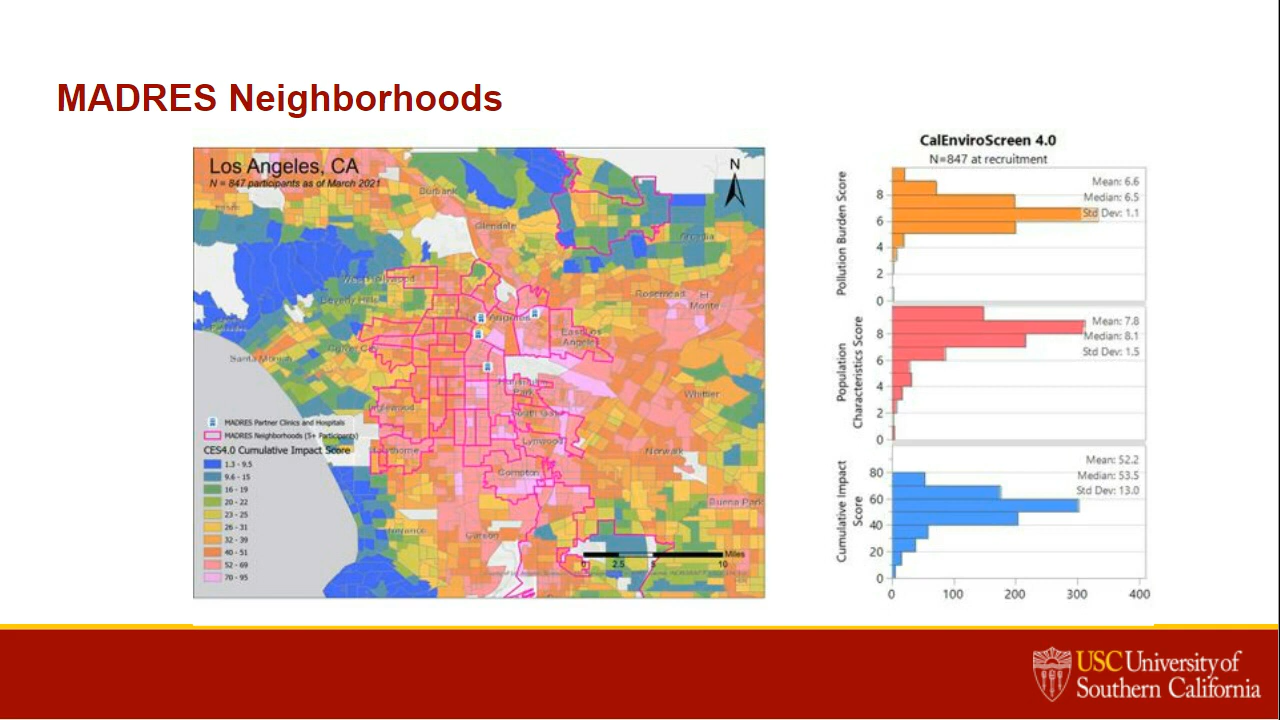 MADRES Neighborhoods
Los Angeles, CA
N = 847 participants as of March 2021
N
Burbank
Glendale
Arcadia
West Hollywood
Beverly Hills
Rosemead
El
Monte
Los Angeles
East Los
Angeles
Santa Monica
Culver City
Huntington
Park
Whittier
Inglewood
South Gate
Lynwood
Hawthorne
Norwalk
Compton
Buena Park
Torrance
Carson
MADRES Partner Clinics and Hospitals
MADRES Neighborhoods (5+ Participants)
CES4.0 Cumulative Impact Score
1.3 - 9.5
9.6 - 15
16 - 19
20 - 22
23 - 25
26 - 31
32 - 39
40 - 51
52 - 69
70 - 95
Miles
0 2.5 5 10
CalEnviroScreen 4.0
N=847 at recruitment
Pollution Burden Score
8
6
4
2
0
Mean: 6.6
Median: 6.5
Std Dev: 1.1
Population
Characteristics Score
8
6
4
2
0
Mean: 7.8
Median: 8.1
Std Dev: 1.5
Cumulative Impact
Score
80
60
40
20
0
Mean: 52.2
Median: 53.5
Std Dev: 13.0
0 100 200 300 400
USC University of
Southern California